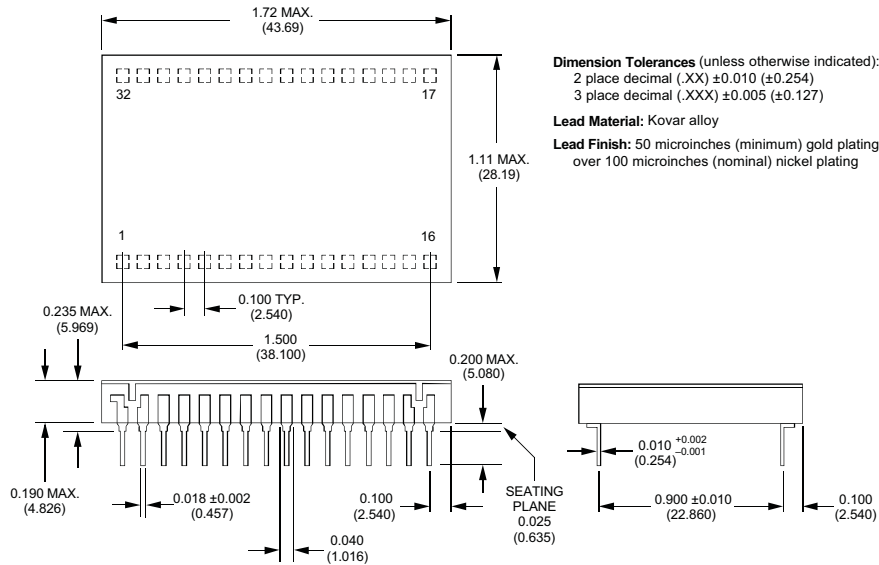 1.72 MAX.
(43.69)
Dimension Tolerances (unless otherwise indicated):
2 place decimal (.XX) ±0.010 (±0.254)
3 place decimal (.XXX) ±0.005 (±0.127)
Lead Material: Kovar alloy
Lead Finish: 50 microinches (minimum) gold plating
over 100 microinches (nominal) nickel plating
32
17
1.11 MAX.
(28.19)
1
16
0.100 TYP.
(2.540)
0.235 MAX.
(5.969)
1.500
(38.100)
0.200 MAX.
(5.080)
0.190 MAX.
(4.826)
0.018 ±0.002
(0.457)
0.040
(1.016)
0.100
(2.540)
SEATING
PLANE
0.025
(0.635)
0.010 +0.002
–0.001
(0.254)
0.900 ±0.010
(22.860)
0.100
(2.540)